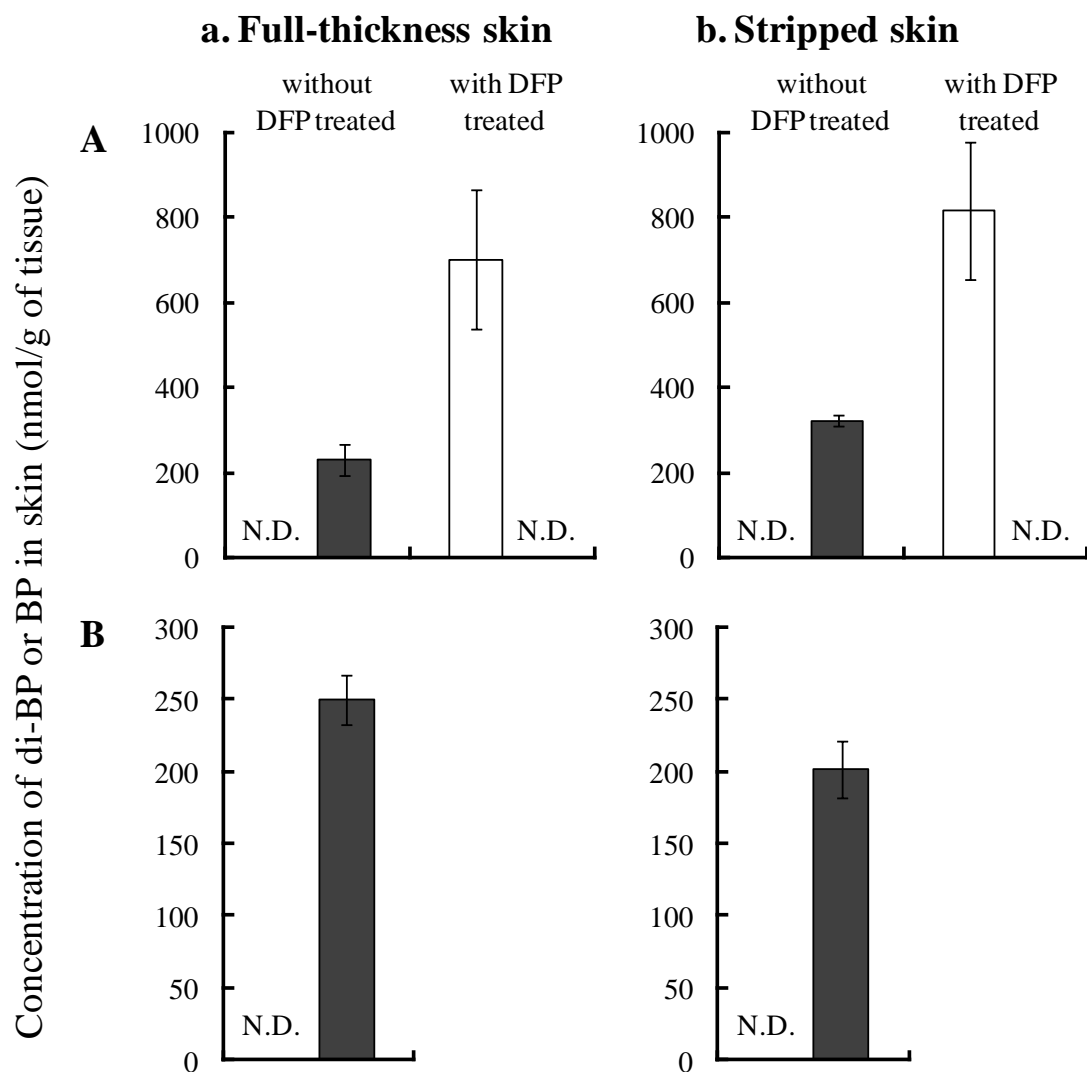 a. Full-thickness skin
b. Stripped skin
without
DFP treated
with DFP
treated
without
DFP treated
with DFP
treated
Concentration of di-BP or BP in skin (nmol/g of tissue)
A
1000
800
600
400
200
0
N.D.
N.D.
1000
800
600
400
200
0
N.D.
N.D.
B
300
250
200
150
100
50
0
N.D.
300
250
200
150
100
50
0
N.D.